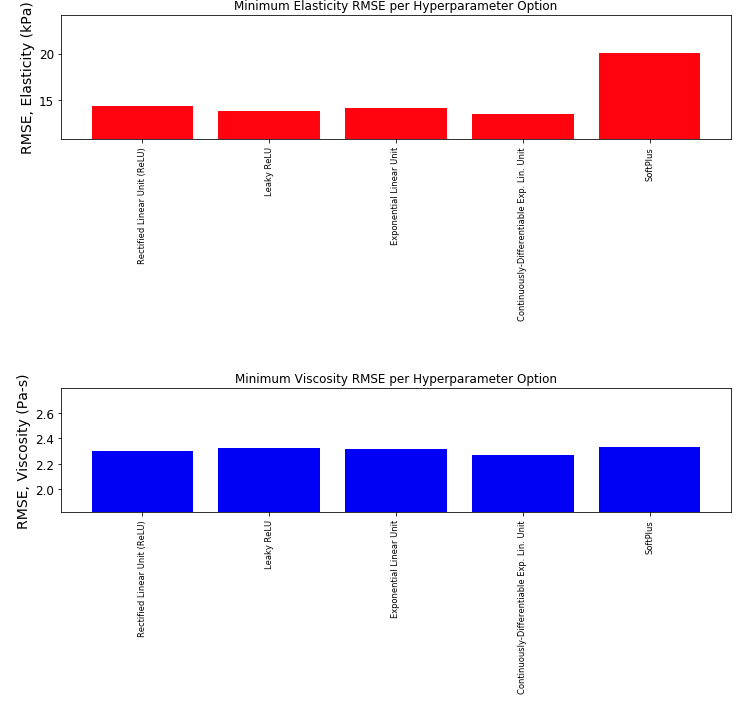 Minimum Elasticity RMSE per Hyperparameter Option
RMSE, Elasticity (kPa)
20
15
Rectified Linear Unit (ReLU)
Leaky ReLU
Exponential Linear Unit
Continuously-Differentiable Exp. Lin. Unit
SoftPlus
Minimum Viscosity RMSE per Hyperparameter Option
RMSE, Viscosity (Pa-s)
2.6
2.4
2.2
2.0
Rectified Linear Unit (ReLU)
Leaky ReLU
Exponential Linear Unit
Continuously-Differentiable Exp. Lin. Unit
SoftPlus